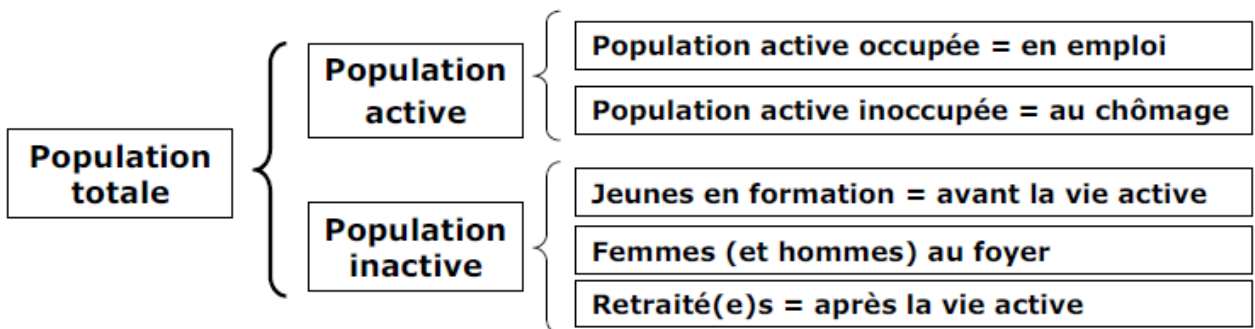 Population
totale
Population
active
Population active occupée = en emploi
Population active inoccupée = au chômage
Population
inactive
Jeunes en formation = avant la vie active
Femmes (et hommes) au foyer
Retraité(e)s = après la vie active